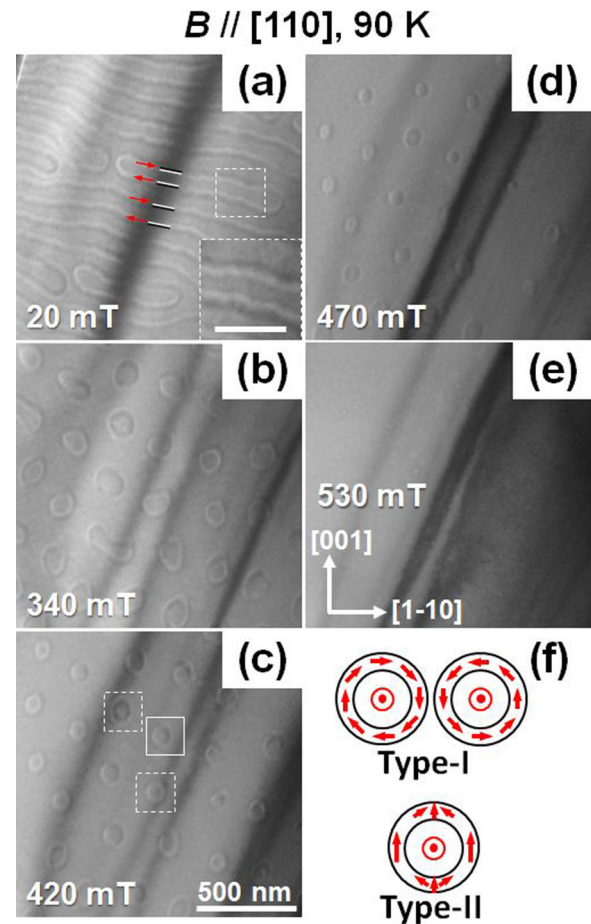 B // [110], 90 K
(a)
20 mT
(b)
340 mT
(c)
420 mT
500 nm
(d)
470 mT
(e)
530 mT
[001]
[1-10]
(f)
Type-I
Type-II